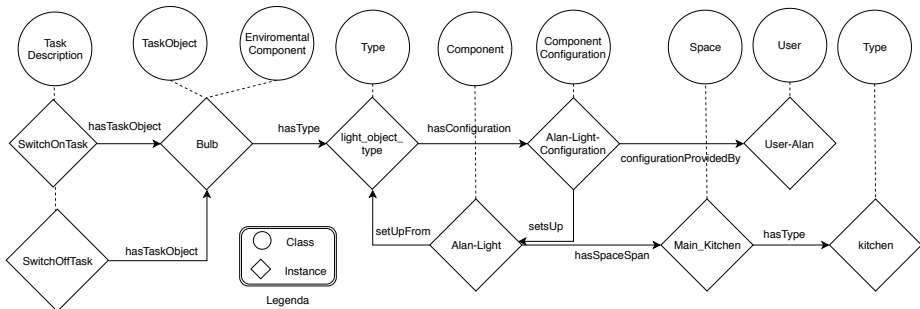 Task
Description
TaskObject
Enviromental
Component
Type
Component
Component
Configuration
Space
User
Type
SwitchOnTask
hasTaskObject
Bulb
hasType
light_object_
type
hasConfiguration
Alan-Light-
Configuration
configurationProvidedBy
User-Alan
SwitchOffTask
hasTaskObject
setUpFrom
Alan-Light
setsUp
hasSpaceSpan
Main_Kitchen
hasType
kitchen
Class
Instance
Legenda